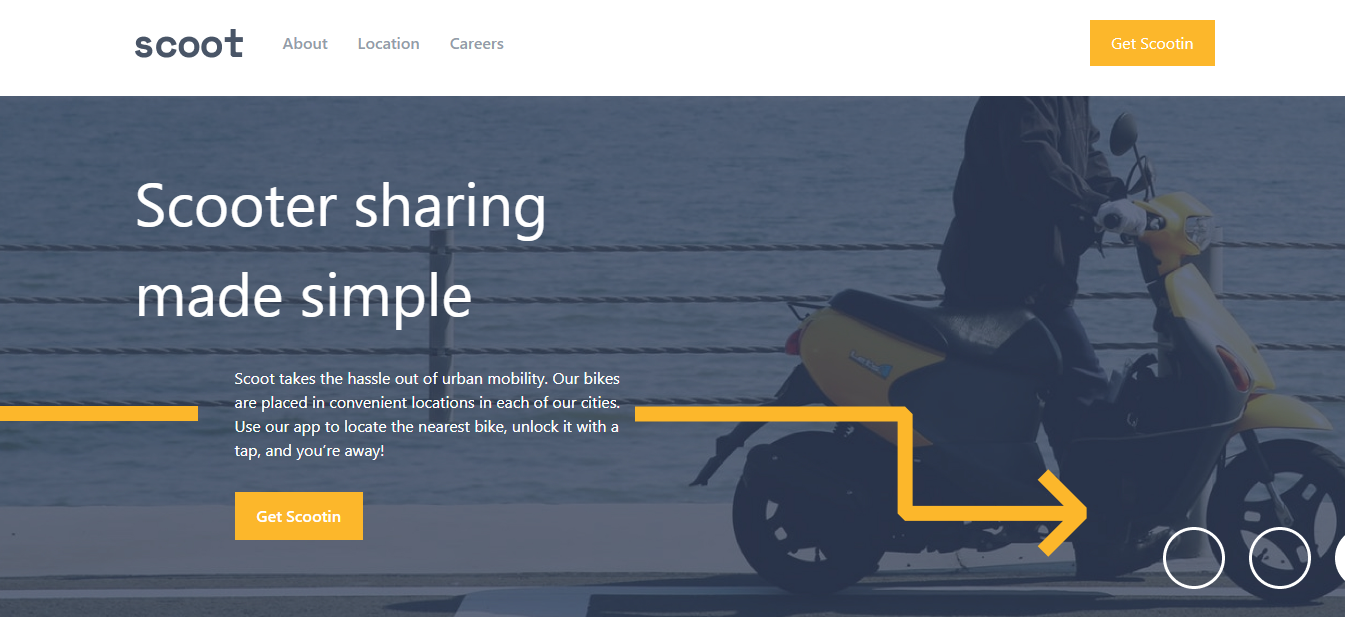 scoot
About
Location
Careers
Get Scootin
Scooter sharing
made simple
Scoot takes the hassle out of urban mobility. Our bikes
are placed in convenient locations in each of our cities.
Use our app to locate the nearest bike, unlock it with a
tap, and you’re away!
Get Scootin